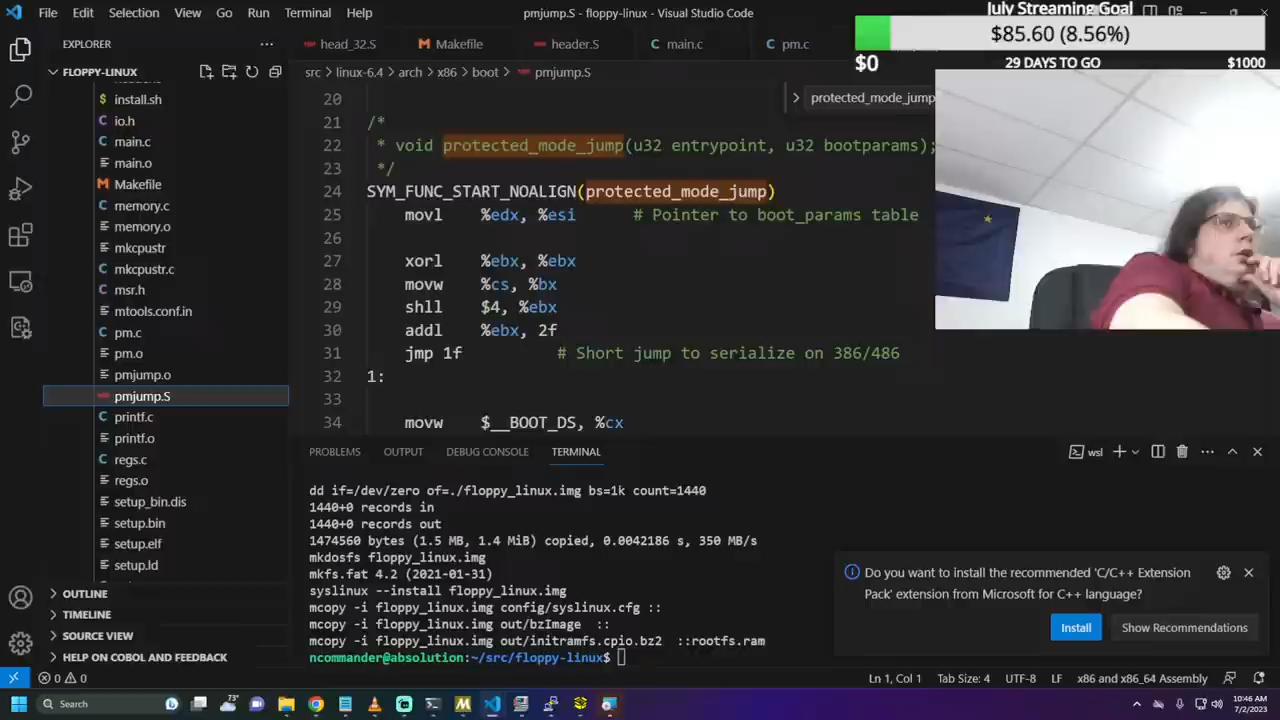 File Edit Selection View Go Run Terminal Help
pmjump.S - floppy-linux - Visual Studio Code
July Streaming Goal
$85.60 (8.56%)
$0 29 DAYS TO GO $1000
EXPLORER
FLOPPY-LINUX
install.sh
io.h
main.c
main.o
Makefile
memory.c
memory.o
mkcpustr
mkcpustr.c
msr.h
mtools.conf.in
pm.c
pm.o
pmjump.o
pmjump.S
printf.c
printf.o
regs.c
regs.o
setup_bin.dis
setup.bin
setup.elf
setup.ld
OUTLINE
TIMELINE
SOURCE VIEW
HELP ON COBOL AND FEEDBACK
head_32.S Makefile header.S main.c pm.c
src > linux-6.4 > arch > x86 > boot > pmjump.S
protected_mode_jump
20
21 /*
22 * void protected_mode_jump(u32 entrypoint, u32 bootparams);
23 */
24 SYM_FUNC_START_NOALIGN(protected_mode_jump)
25 movl %edx, %esi # Pointer to boot_params table
26
27 xorl %ebx, %ebx
28 movw %cs, %bx
29 shll $4, %ebx
30 addl %ebx, 2f
31 jmp 1f # Short jump to serialize on 386/486
32 1:
33
34 movw $__BOOT_DS, %cx
PROBLEMS OUTPUT DEBUG CONSOLE TERMINAL
wsl
dd if=/dev/zero of=./floppy_linux.img bs=1k count=1440
1440+0 records in
1440+0 records out
1474560 bytes (1.5 MB, 1.4 MiB) copied, 0.0042186 s, 350 MB/s
mkdosfs floppy_linux.img
mkfs.fat 4.2 (2021-01-31)
syslinux --install floppy_linux.img
mcopy -i floppy_linux.img config/syslinux.cfg ::
mcopy -i floppy_linux.img out/bzImage ::
mcopy -i floppy_linux.img out/initramfs.cpio.bz2 ::rootfs.ram
ncommander@absolution:~/src/floppy-linux$
Do you want to install the recommended 'C/C++ Extension
Pack' extension from Microsoft for C++ language?
Install Show Recommendations
0 0 Ln 1, Col 1 Tab Size: 4 UTF-8 LF x86 and x86_64 Assembly
Search 73° 10:46 AM
7/2/2023